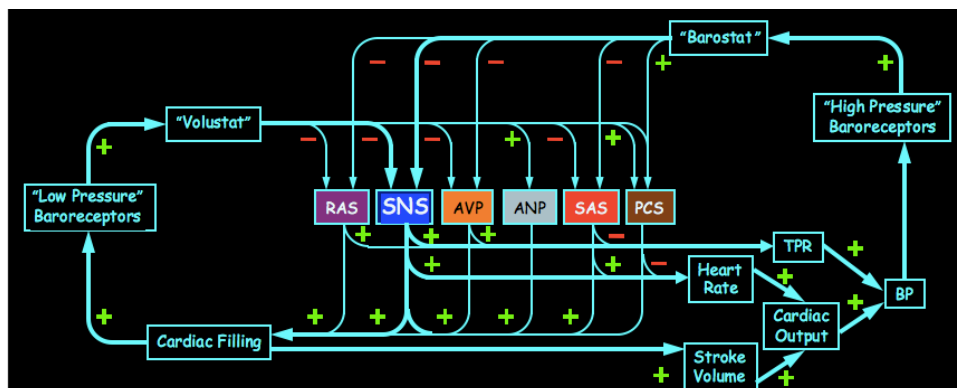 "Barostat"
"High Pressure"
Baroreceptors
"Volustat"
"Low Pressure"
Baroreceptors
RAS
SNS
AVP
ANP
SAS
PCS
TPR
Heart
Rate
BP
Cardiac
Output
Cardiac Filling
Stroke
Volume